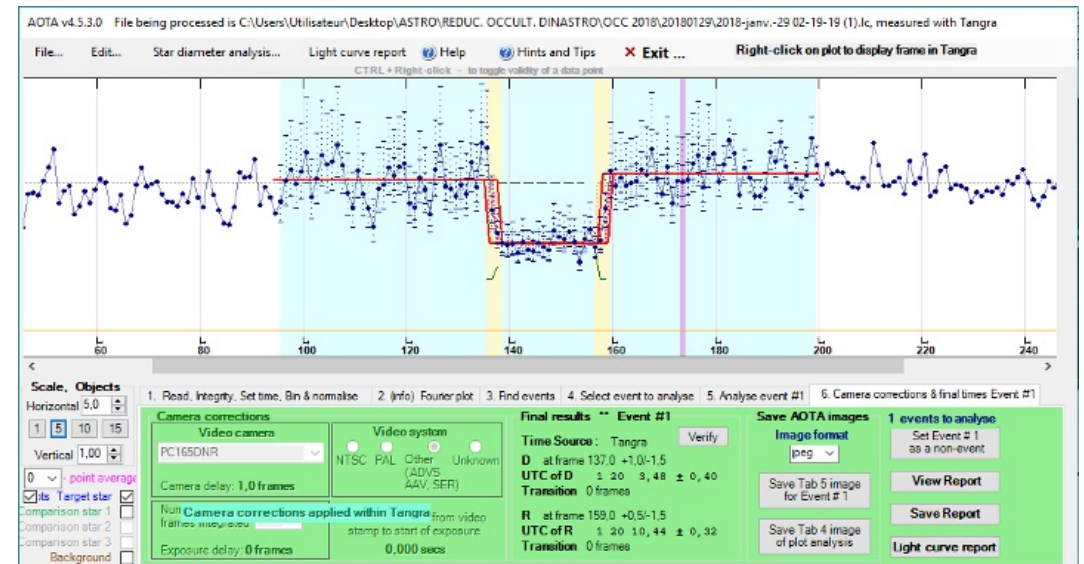 AOTA v4.5.3.0 File being processed is C:\Users\Utilisateur\Desktop\ASTRO\REDUC. OCCULT. DINASTRO\OCC 2018\20180129\2018-janv.-29 02-19-19 (1).lc, measured with Tangra
File... Edit... Star diameter analysis... Light curve report Help Hints and Tips Exit ... Right-click on plot to display frame in Tangra
CTRL + Right-click - to toggle validity of a data point
60 80 100 120 140 160 180 200 220 240
Scale, Objects
Horizontal 5,0
1 5 10 15
Vertical 1,00
0 - point average
Target star
Comparison star 1
Comparison star 2
Comparison star 3
Background
1. Read, Integrity, Set time, Bin & normalise 2. (info) Fourier plot 3. Find events 4. Select event to analyse 5. Analyse event #1 6. Camera corrections & final times Event #1
Camera corrections
Video camera
PC165DNR
Camera delay: 1,0 frames
Video system
NTSC PAL Other Unknown
(ADVS
AAV, SER)
Camera corrections applied within Tangra
frames integrated
from video
stamp to start of exposure
Exposure delay: 0 frames
0,000 secs
Final results ** Event #1
Time Source: Tangra Verify
D at frame 137,0 +1,0/-1,5
UTC of D 1 20 3,48 ± 0,40
Transition 0 frames
R at frame 159,0 +0,5/-1,5
UTC of R 1 20 10,44 ± 0,32
Transition 0 frames
Save AOTA images
Image format
jpeg
Save Tab 5 image
for Event # 1
Save Tab 4 image
of plot analysis
1 events to analyse
Set Event # 1
as a non-event
View Report
Save Report
Light curve report